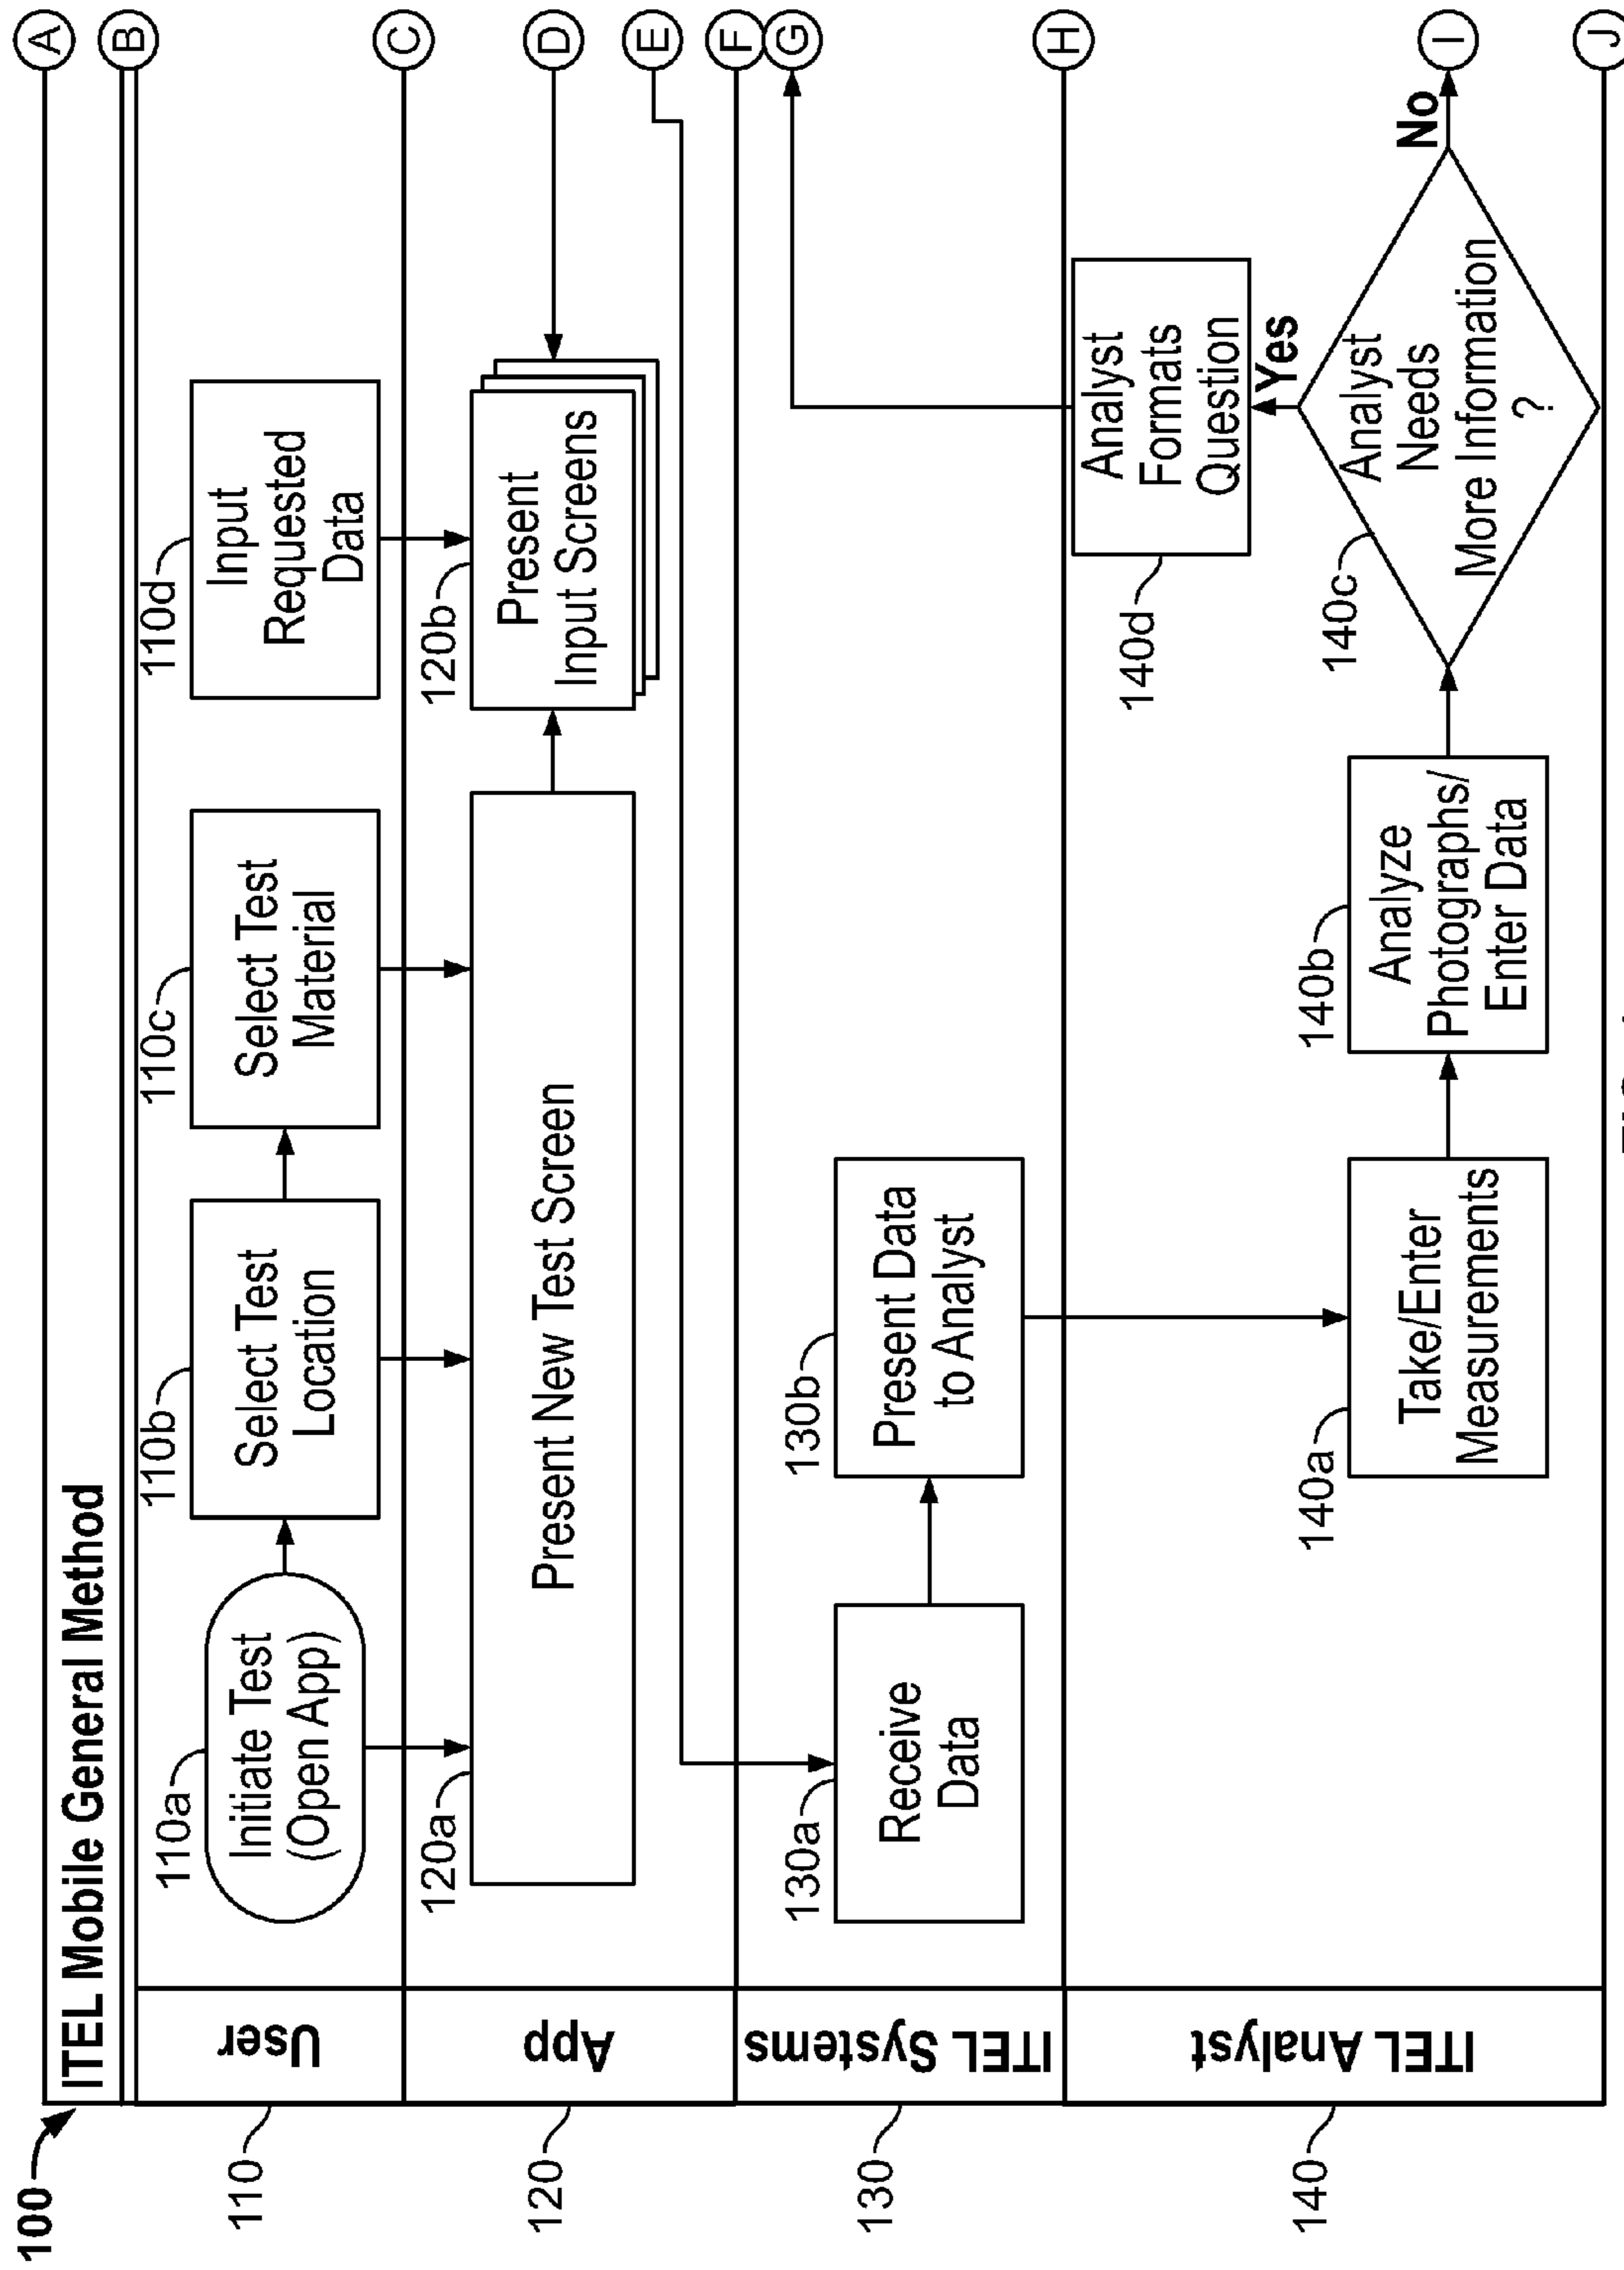 100
ITEL Mobile General Method
A
B
110
User
110a
Initiate Test
(Open App)
110b
Select Test
Location
110c
Select Test
Material
110d
Input
Requested
Data
C
120
App
120a
Present New Test Screen
120b
Present
Input Screens
D
E
F
130
ITEL Systems
130a
Receive
Data
130b
Present Data
to Analyst
G
H
140
ITEL Analyst
140a
Take/Enter
Measurements
140b
Analyze
Photographs/
Enter Data
140c
Analyst
Needs
More Information
?
Yes
No
140d
Analyst
Formats
Question
I
J